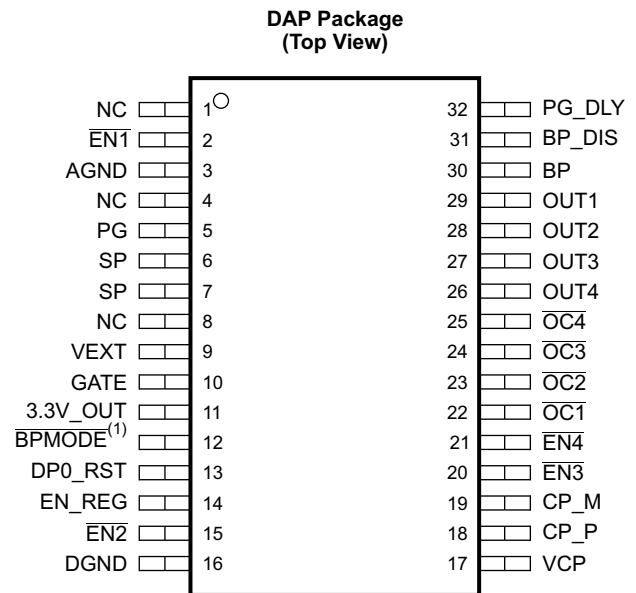 DAP Package
(Top View)
NC 1 32 PG_DLY
EN1 2 31 BP_DIS
AGND 3 30 BP
NC 4 29 OUT1
PG 5 28 OUT2
SP 6 27 OUT3
SP 7 26 OUT4
NC 8 25 OC4
VEXT 9 24 OC3
GATE 10 23 OC2
3.3V_OUT 11 22 OC1
BPMODE(1) 12 21 EN4
DP0_RST 13 20 EN3
EN_REG 14 19 CP_M
EN2 15 18 CP_P
DGND 16 17 VCP